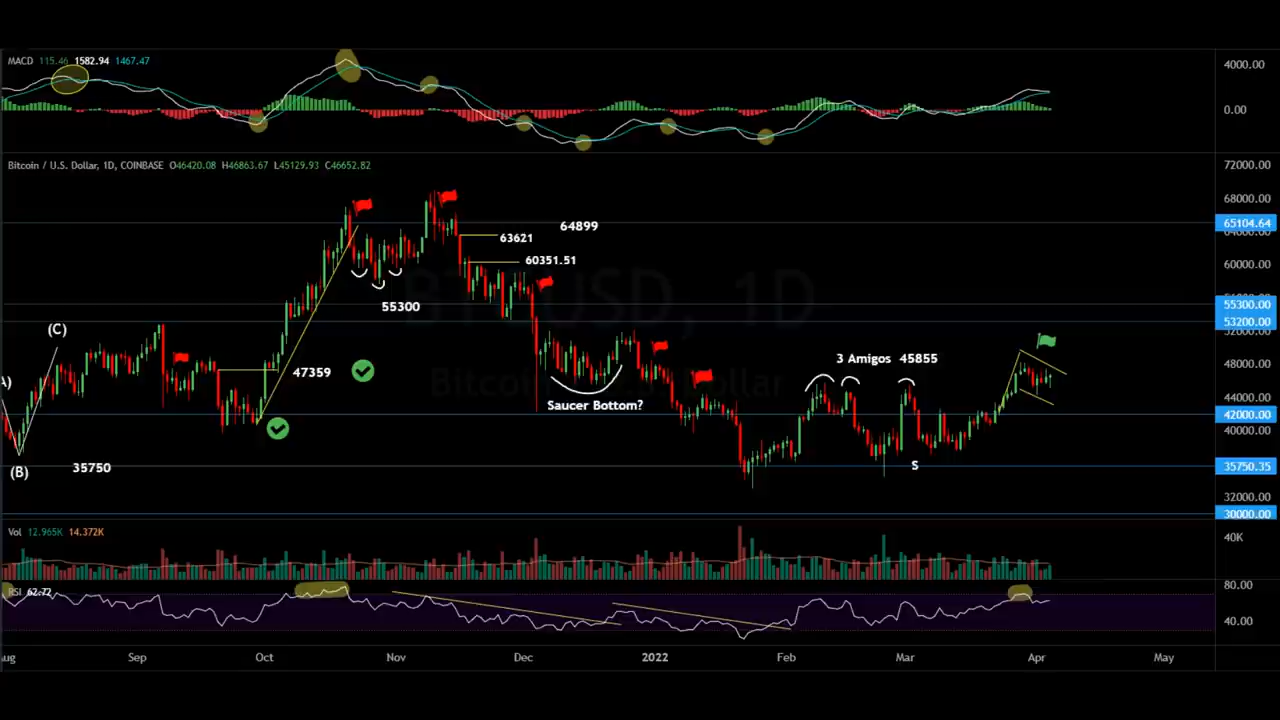 MACD 115.46 1582.94 1467.47
4000.00
0.00
Bitcoin / U.S. Dollar, 1D, COINBASE O46420.08 H46863.67 L45129.93 C46652.82
72000.00
68000.00
65104.64
64899
63621
60351.51
60000.00
55300
55300.00
53200.00
BTCUSD, 1D
Bitcoin / U.S. Dollar
(C)
48000.00
3 Amigos 45855
47359
A)
44000.00
Saucer Bottom?
42000.00
40000.00
(B)
35750
S
35750.35
32000.00
30000.00
Vol 12.965K 14.372K
40K
RSI 62.72
80.00
40.00
Aug Sep Oct Nov Dec 2022 Feb Mar Apr May